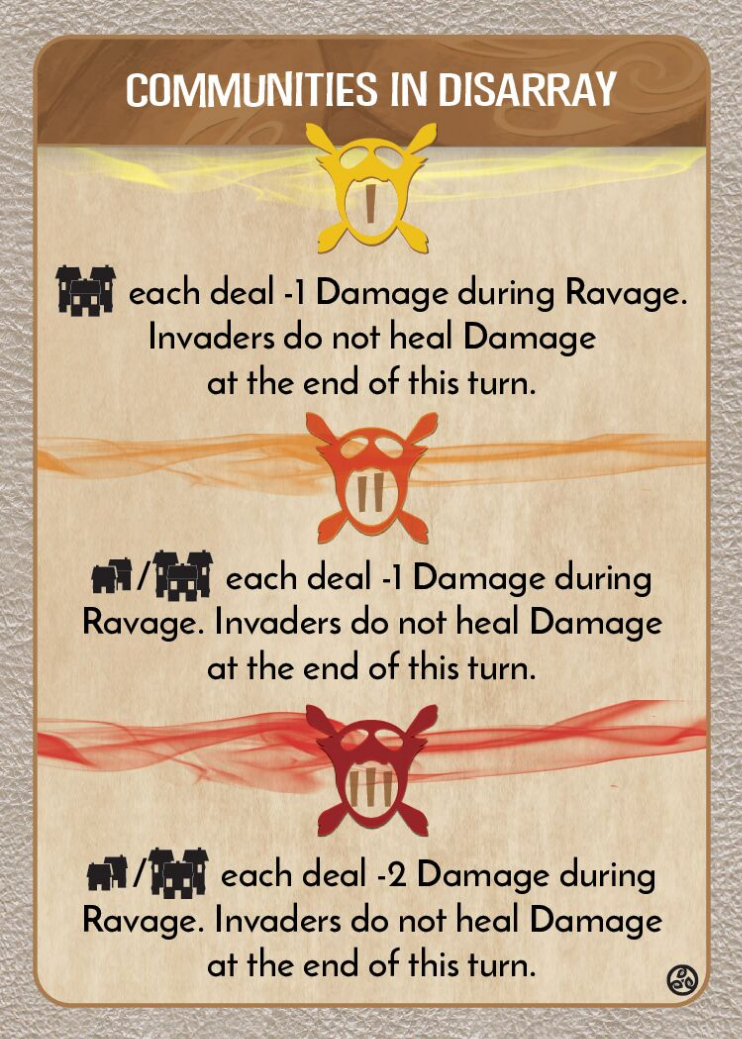 COMMUNITIES IN DISARRAY
I
each deal -1 Damage during Ravage.
Invaders do not heal Damage
at the end of this turn.
II
/ each deal -1 Damage during
Ravage. Invaders do not heal Damage
at the end of this turn.
III
/ each deal -2 Damage during
Ravage. Invaders do not heal Damage
at the end of this turn.